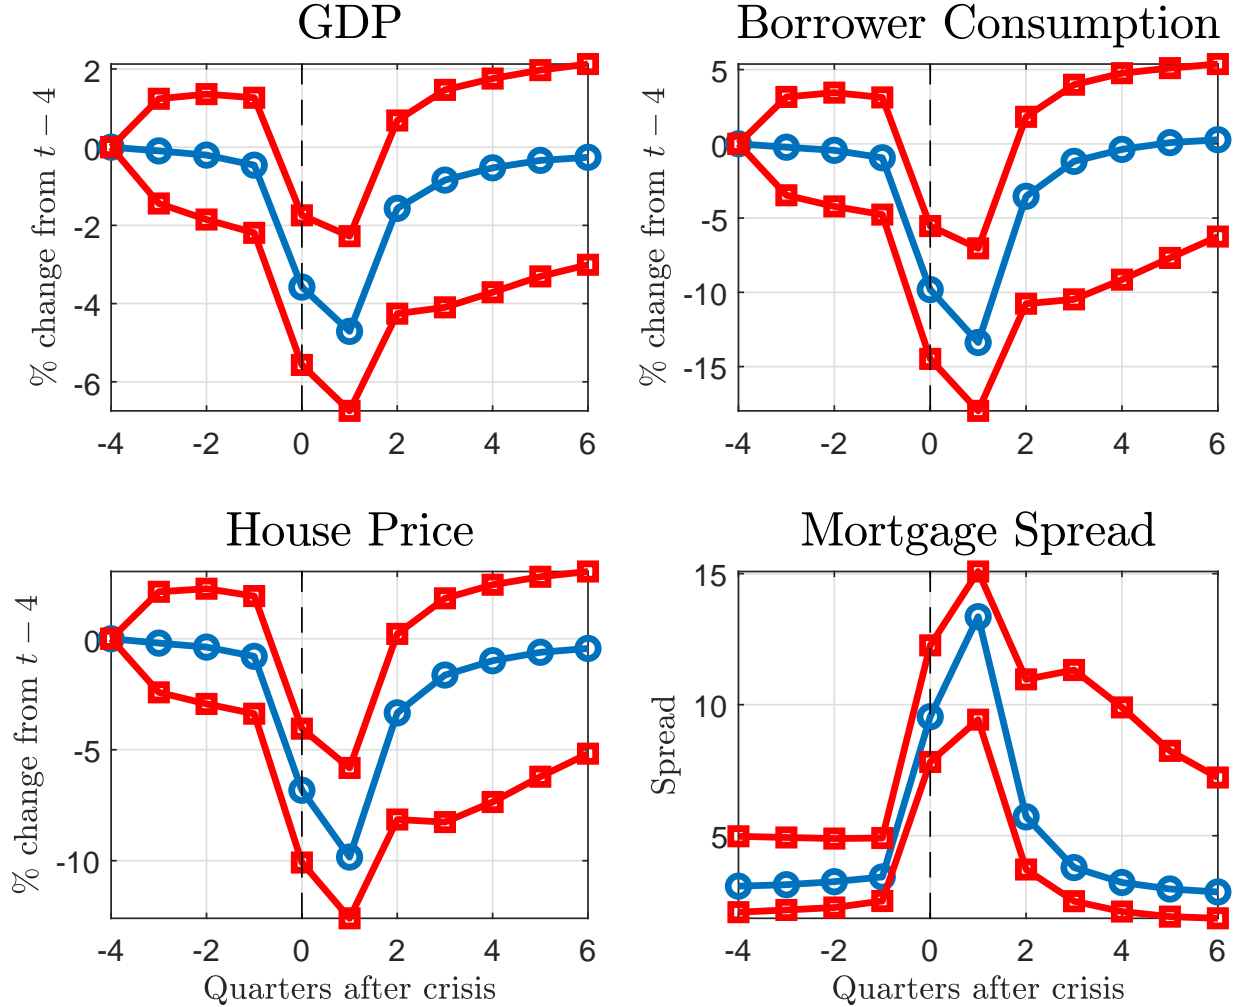 GDP
Borrower Consumption
% change from t − 4
2
0
-2
-4
-6
-4 -2 0 2 4 6
% change from t − 4
5
0
-5
-10
-15
-4 -2 0 2 4 6
House Price
Mortgage Spread
% change from t − 4
0
-5
-10
-4 -2 0 2 4 6
Quarters after crisis
Spread
15
10
5
-4 -2 0 2 4 6
Quarters after crisis